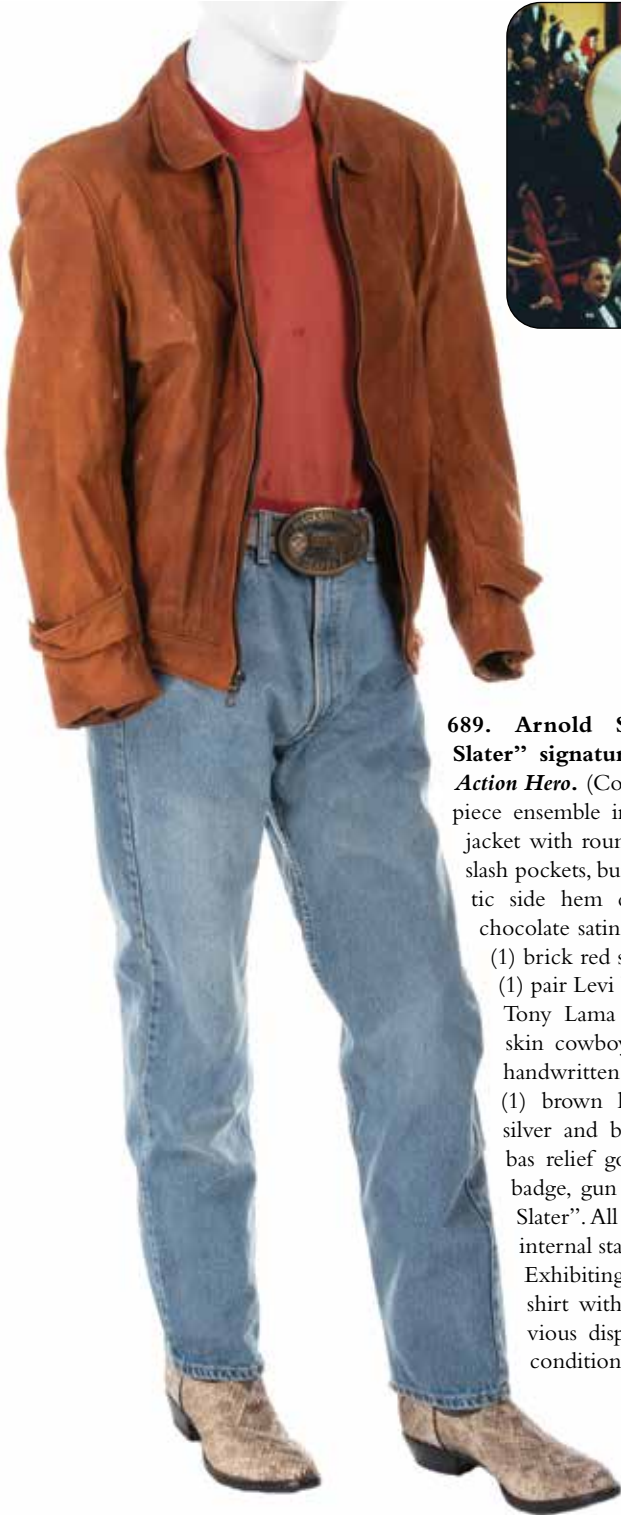 689. Arnold S
Slater” signatur
Action Hero. (Co
piece ensemble i
jacket with roun
slash pockets, bu
tic side hem
chocolate satin
(1) brick red s
(1) pair Levi
Tony Lama
skin cowboy
handwritten
(1) brown
silver and b
bas relief go
badge, gun
Slater”. All
internal sta
Exhibiting
shirt with
vious disp
condition